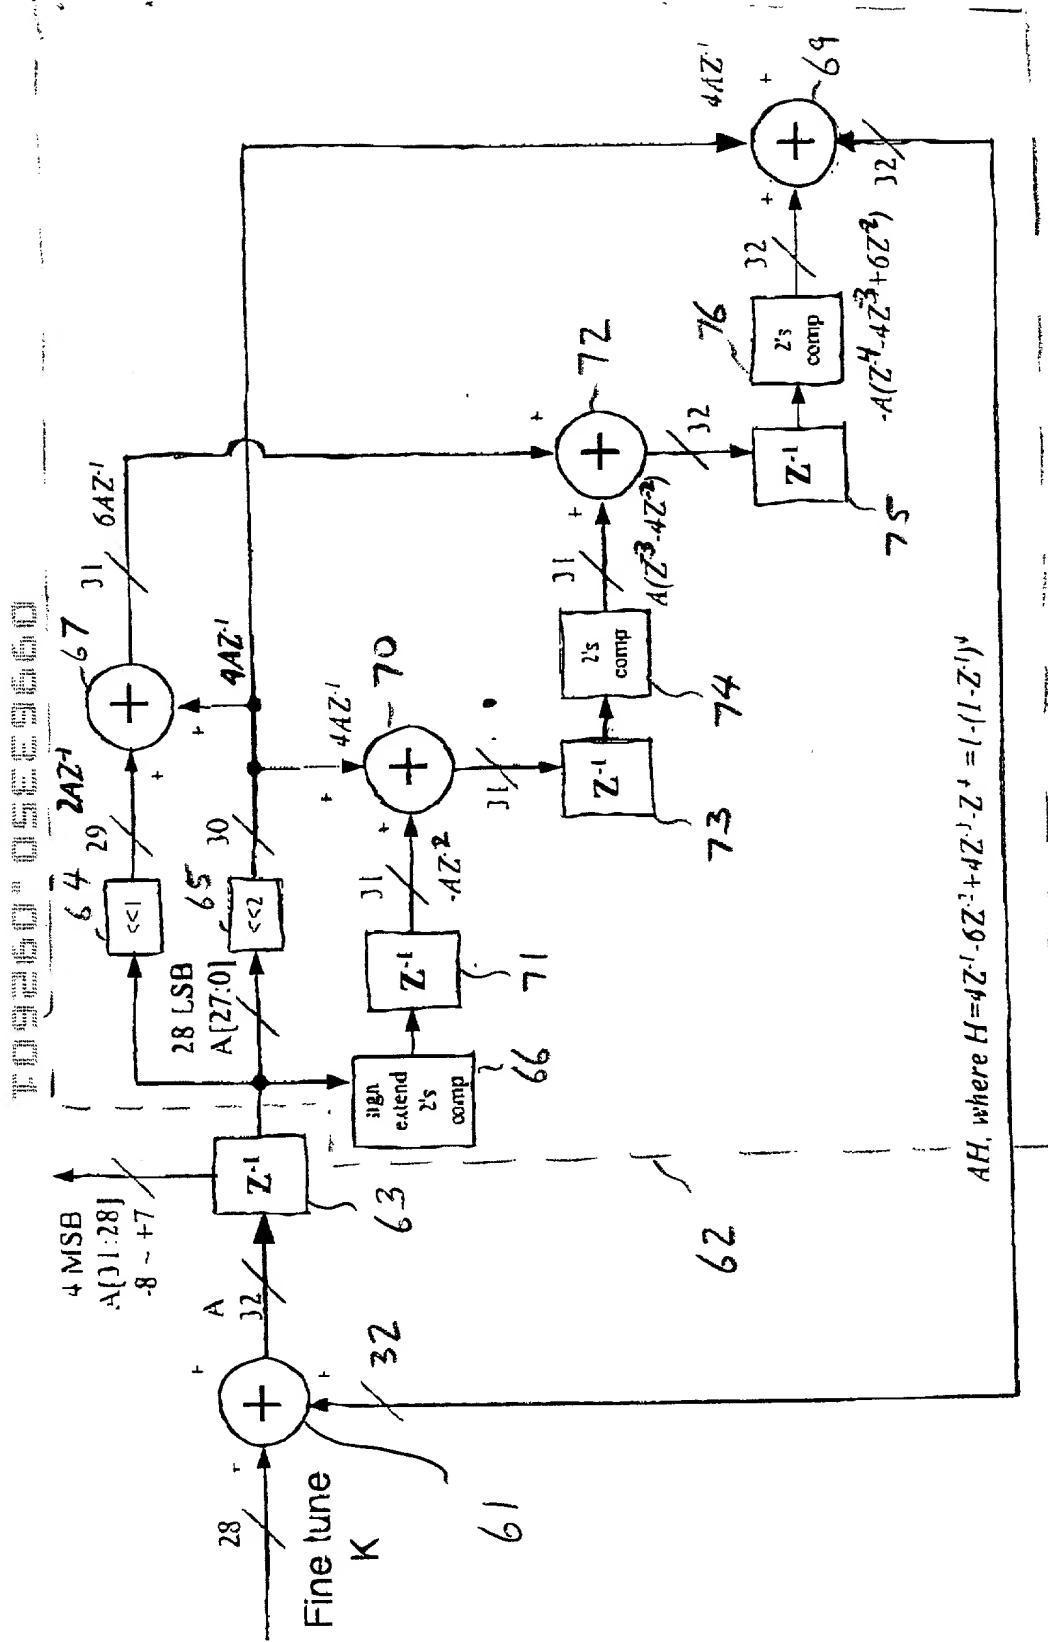 09963350.092601
4 MSB
A[31:28]
-8 ~ +7
28 LSB
A[27:0]
64
<<1
29
2AZ⁻¹
67
31
6AZ⁻¹
65
<<2
30
4AZ⁻¹
4AZ⁻¹
69
28
Fine tune
K
61
A
32
32
Z⁻¹
63
62
sign
extend
2's
comp
66
Z⁻¹
71
31
-AZ⁻²
4AZ⁻¹
70
31
Z⁻¹
73
2's
comp
74
31
A(Z⁻³-4Z⁻²)
72
32
Z⁻¹
75
2's
comp
76
32
-A(Z⁻⁴-4Z⁻³+6Z⁻²)
32
AH, where H=4Z⁻¹-6Z⁻²+4Z⁻³-Z⁻⁴ =1-(1-Z⁻¹)⁴